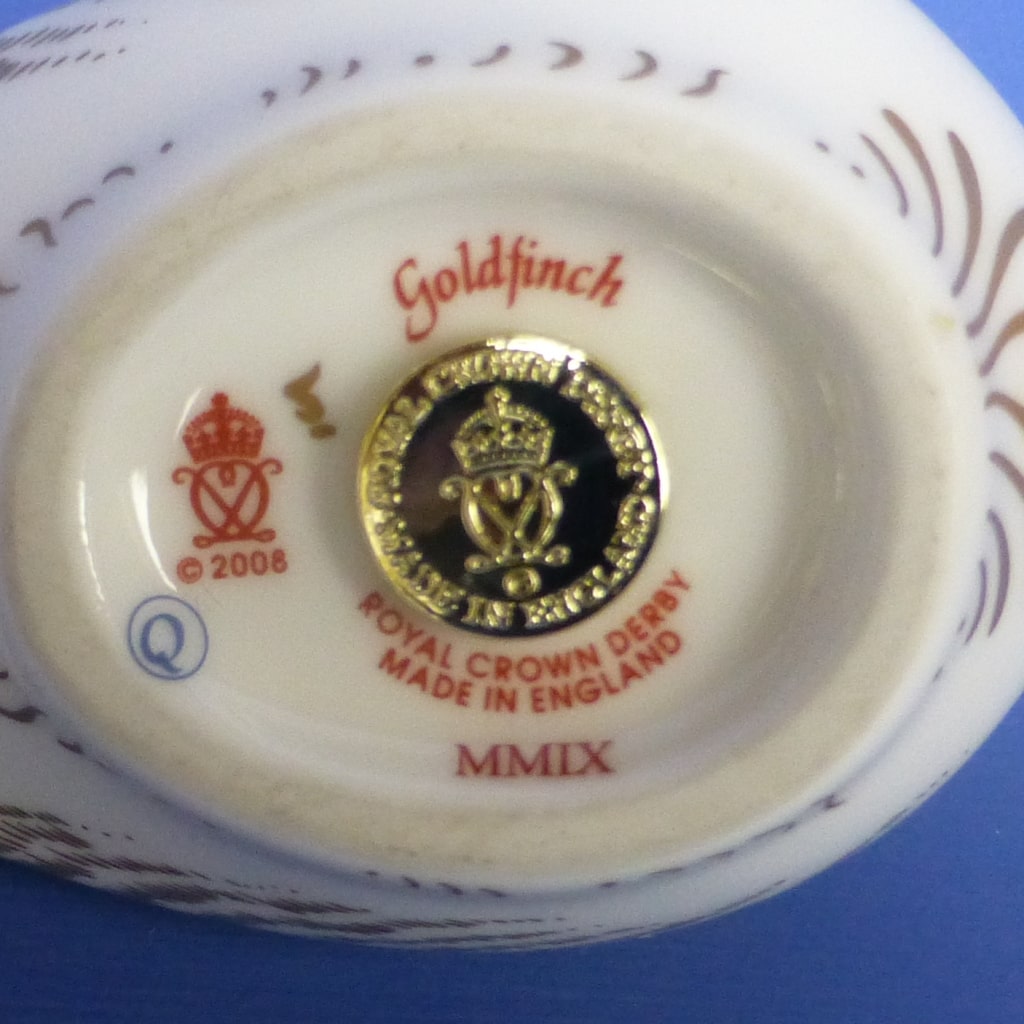 Goldfinch
ROYAL CROWN DERBY
MADE IN ENGLAND
© 2008
Q
ROYAL CROWN DERBY
MADE IN ENGLAND
MMIX